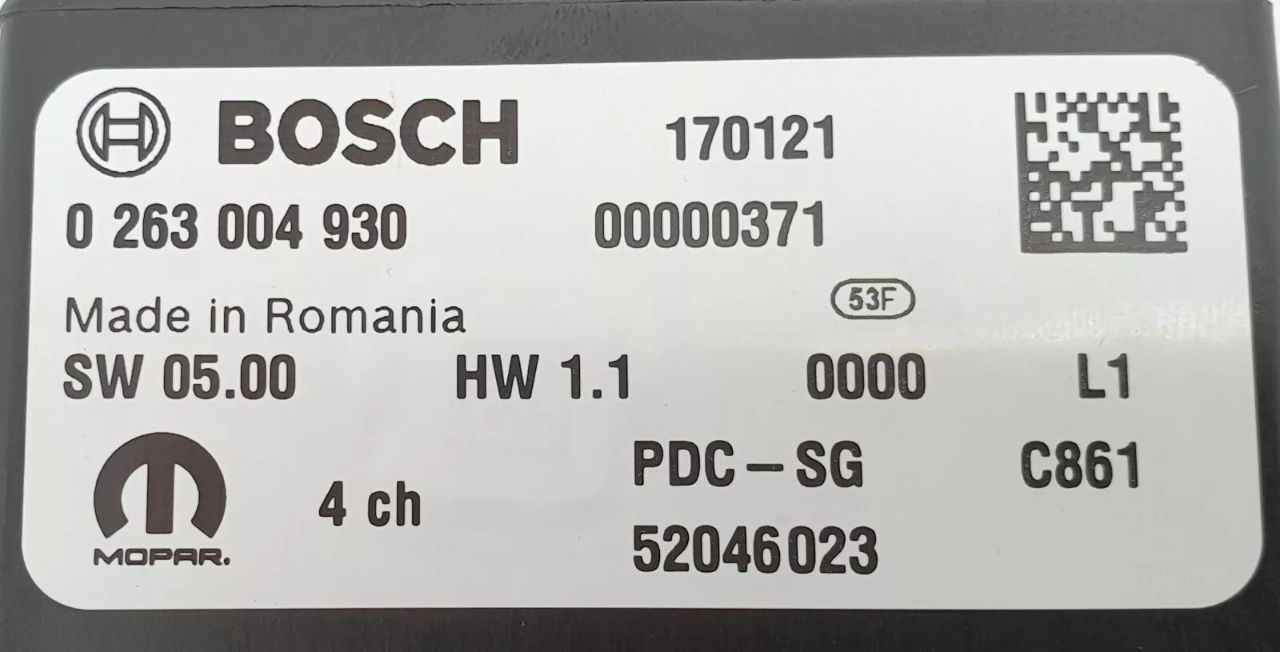 BOSCH 170121
0 263 004 930 00000371
Made in Romania 53F
SW 05.00 HW 1.1 0000 L1
PDC-SG C861
4 ch
MOPAR. 52046023